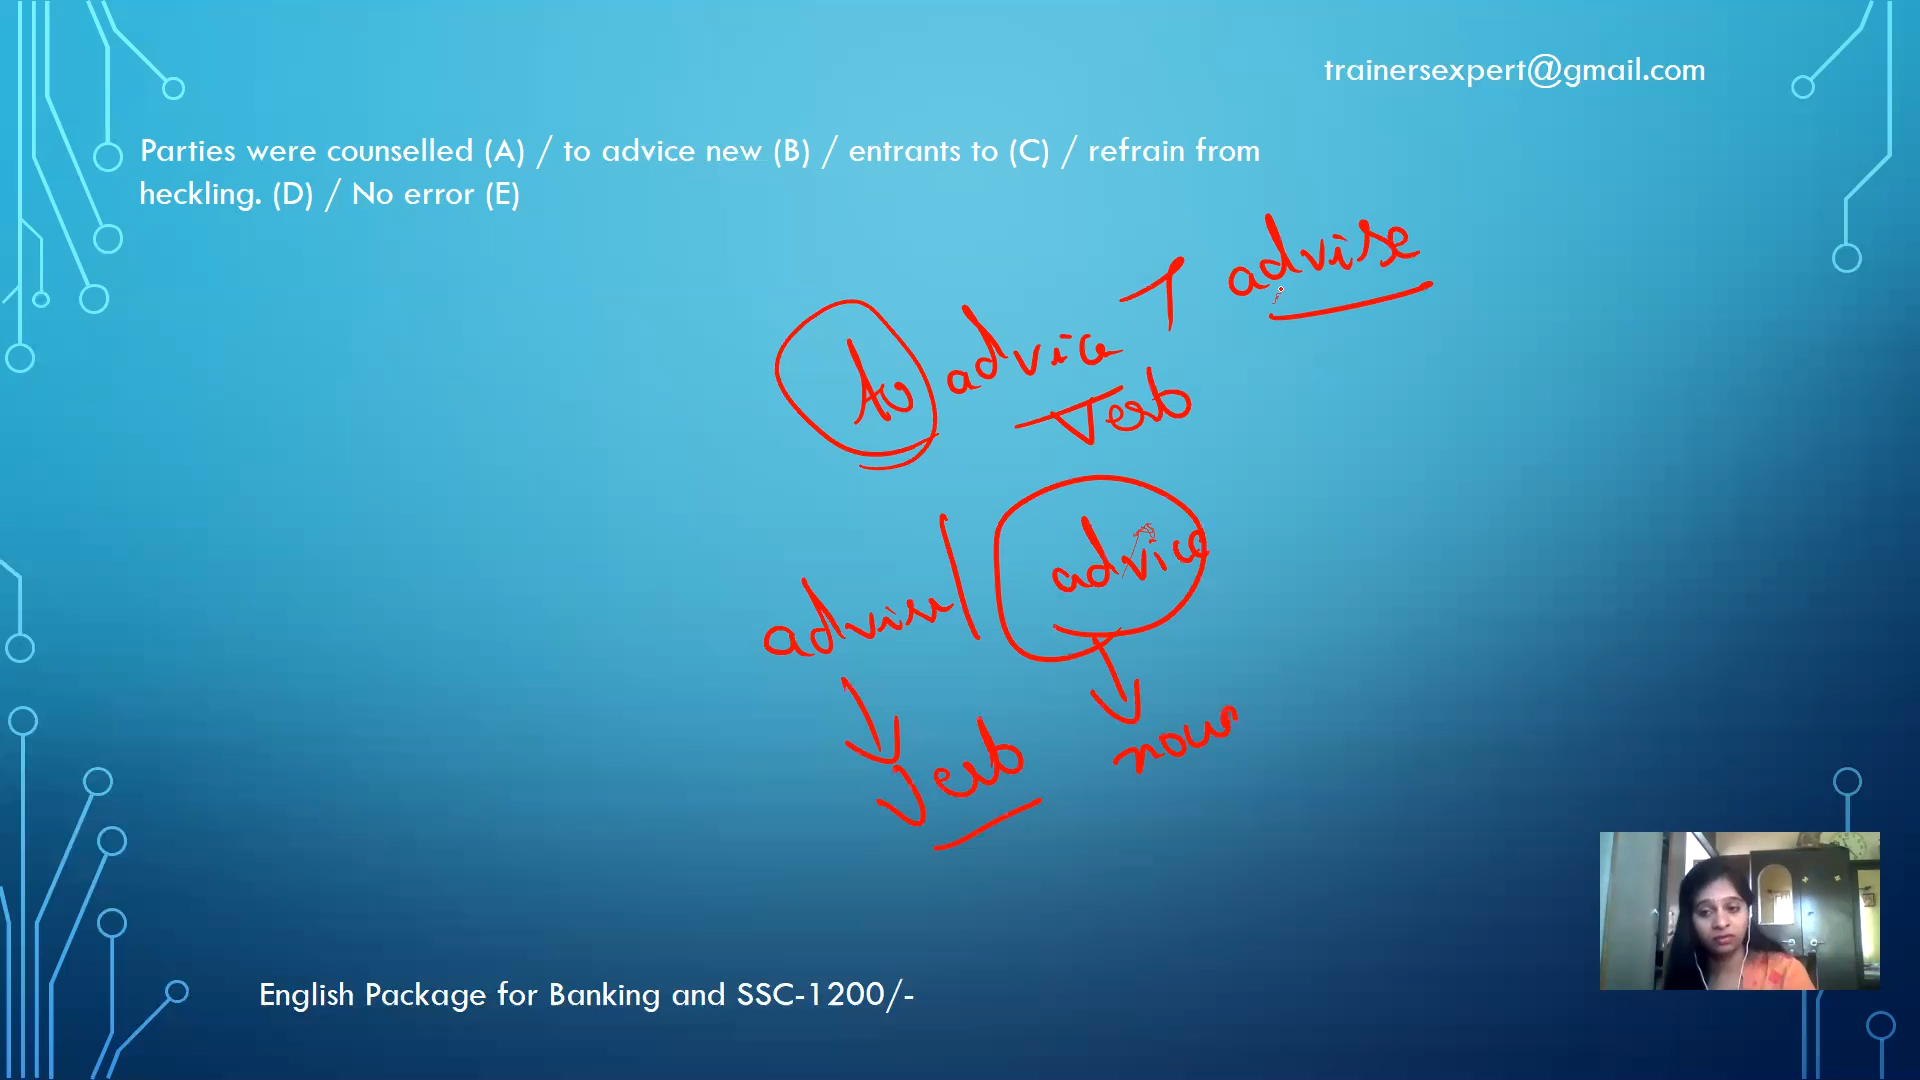 trainersexpert@gmail.com
Parties were counselled (A) / to advice new (B) / entrants to (C) / refrain from
heckling. (D) / No error (E)
to advice → advise
verb
advise / advice
verb noun
English Package for Banking and SSC-1200/-